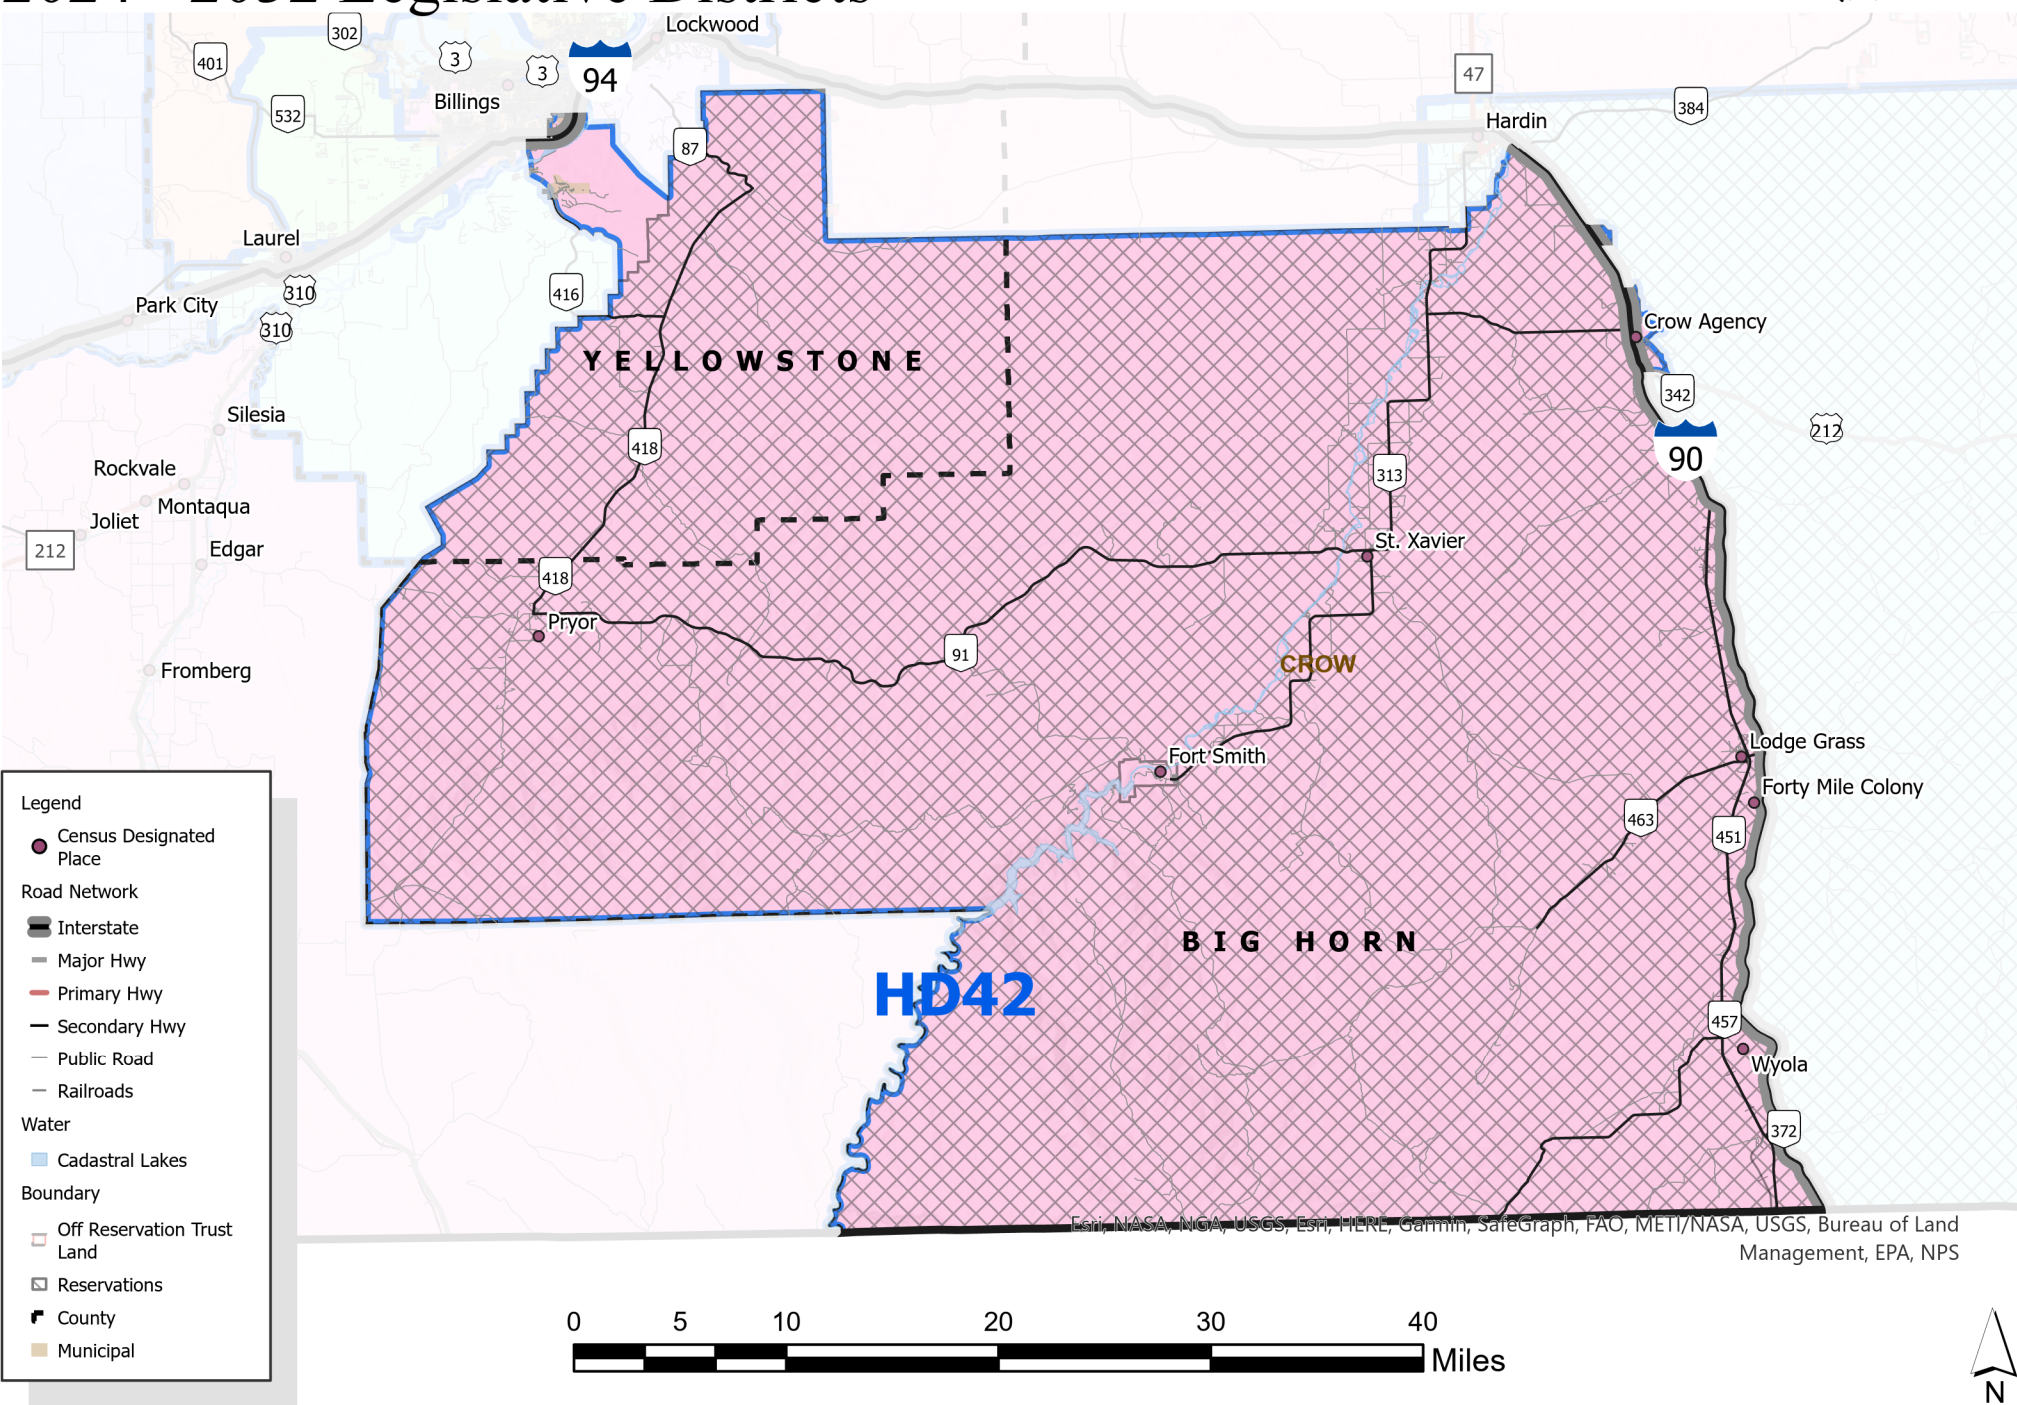 2024 - 2032 Legislative Districts
Lockwood
302
401
3
3
94
47
Billings
384
532
Hardin
87
Laurel
416
310
Park City
310
Crow Agency
YELLOWSTONE
342
Silesia
212
418
90
Rockvale
313
Montaqua
Joliet
St. Xavier
212
Edgar
418
Pryor
91
CROW
Fromberg
Lodge Grass
Fort Smith
Forty Mile Colony
463
451
BIG HORN
HD42
457
Wyola
372
Legend
Census Designated
Place
Road Network
Interstate
Major Hwy
Primary Hwy
Secondary Hwy
Public Road
Railroads
Water
Cadastral Lakes
Boundary
Off Reservation Trust
Land
Reservations
County
Municipal
Esri, NASA, NGA, USGS, Esri, HERE, Garmin, SafeGraph, FAO, METI/NASA, USGS, Bureau of Land
Management, EPA, NPS
0 5 10 20 30 40
Miles
N